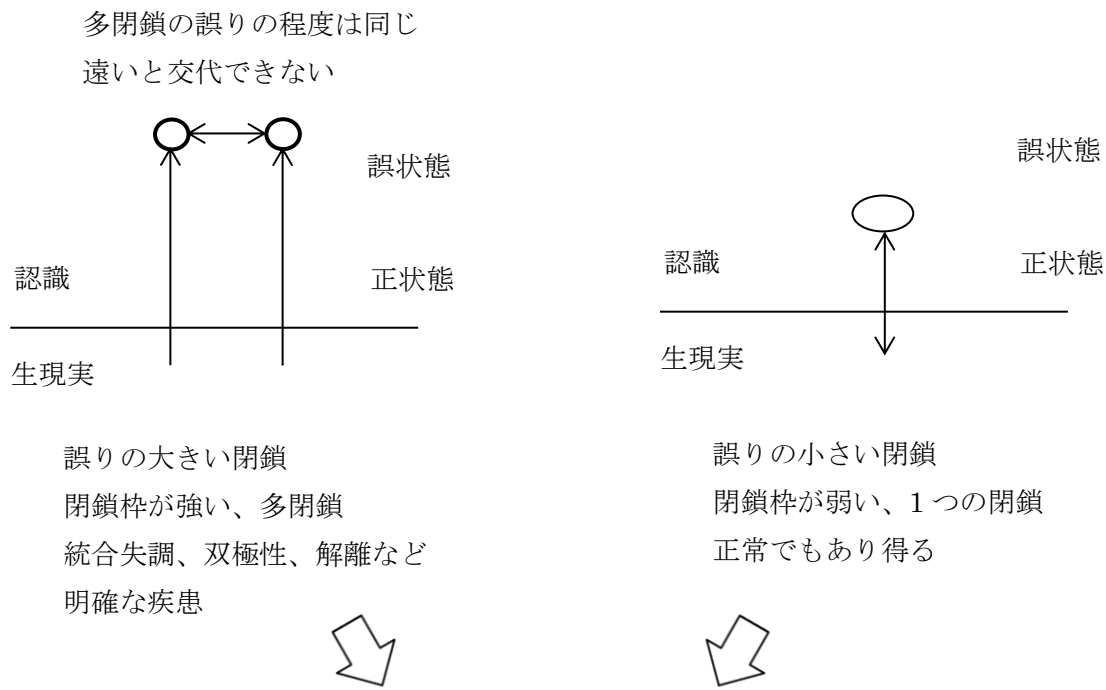 多閉鎖の誤りの程度は同じ
遠いと交代できない
誤状態
認識
正状態
生現実
誤りの大きい閉鎖
閉鎖枠が強い、多閉鎖
統合失調、双極性、解離など
明確な疾患
誤状態
認識
正状態
生現実
誤りの小さい閉鎖
閉鎖枠が弱い、1つの閉鎖
正常でもあり得る